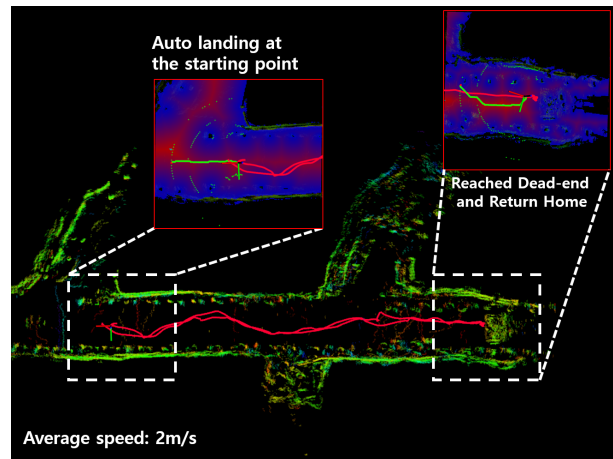 Auto landing at
the starting point
Reached Dead-end
and Return Home
Average speed: 2m/s